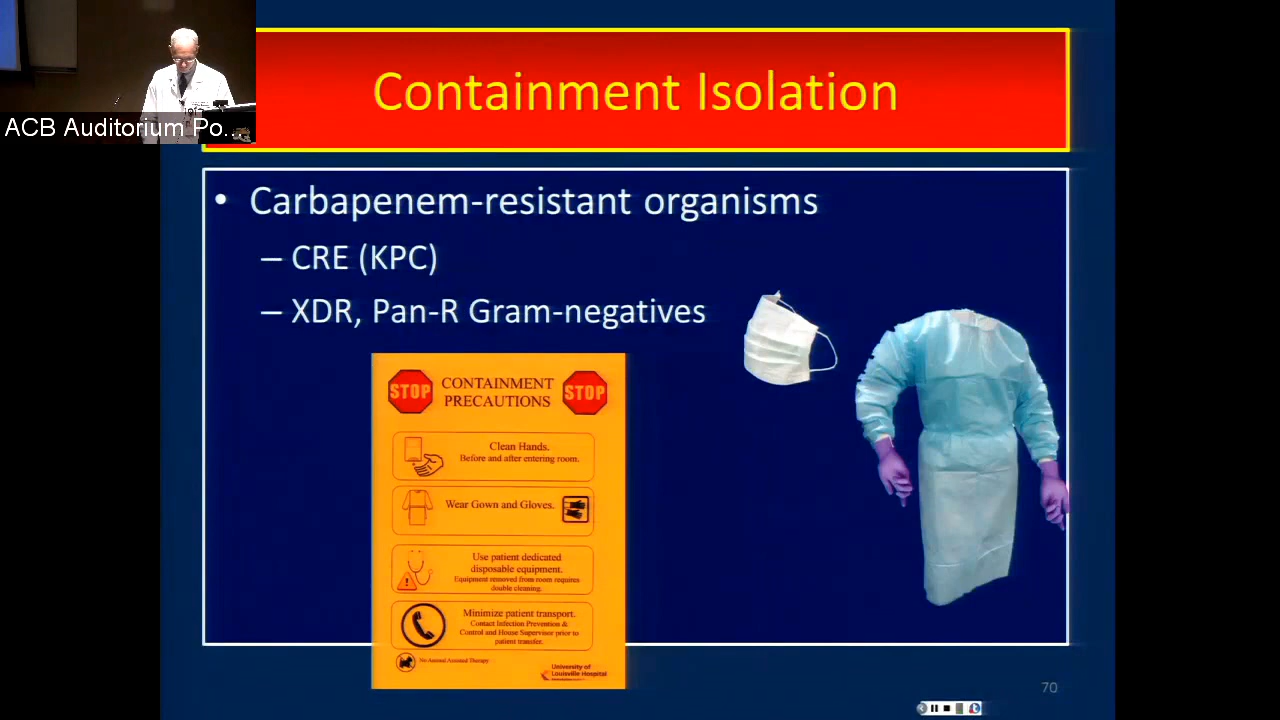 ACB Auditorium Po...
Containment Isolation
• Carbapenem-resistant organisms
– CRE (KPC)
– XDR, Pan-R Gram-negatives
STOP
CONTAINMENT
PRECAUTIONS
STOP
Clean Hands.
Before and after entering room.
Wear Gown and Gloves.
Use patient dedicated
disposable equipment.
Equipment removed from room requires
double cleaning.
Minimize patient transport.
Contact Infection Prevention &
Control and House Supervisor prior to
patient transfer.
No Animal Assisted Therapy
University of
Louisville Hospital
70